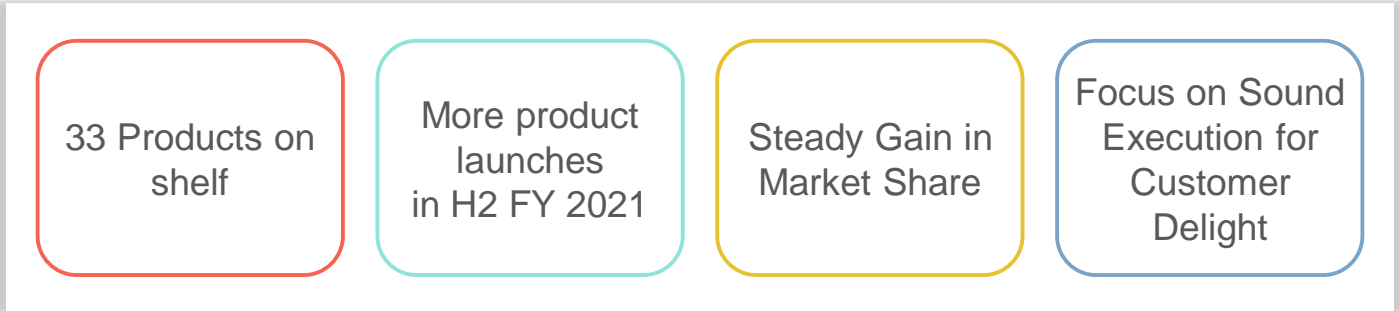 33 Products on
shelf
More product
launches
in H2 FY 2021
Steady Gain in
Market Share
Focus on Sound
Execution for
Customer
Delight